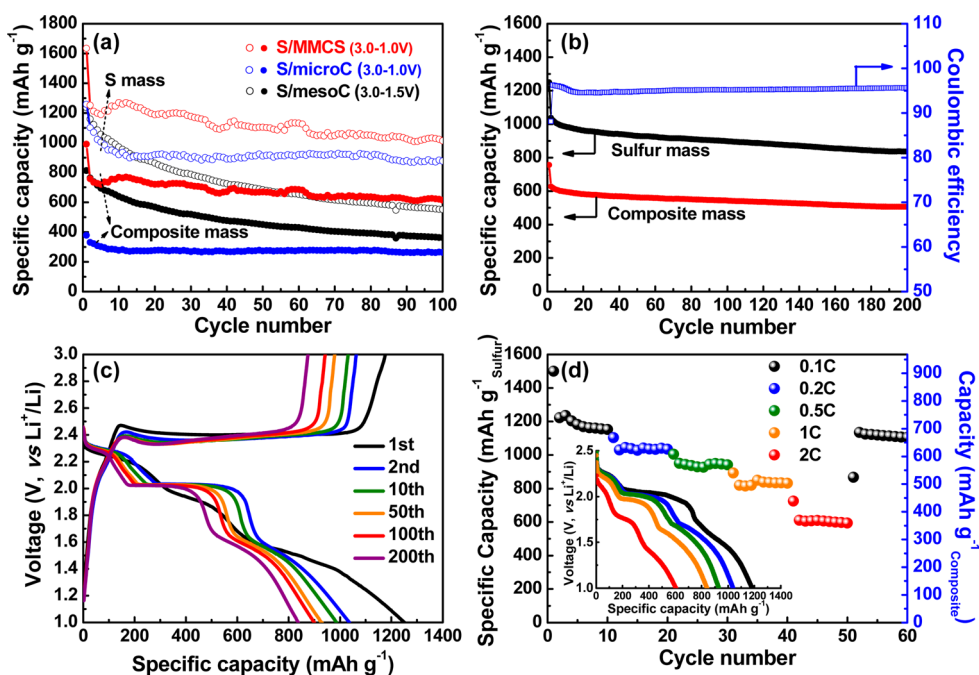 (a)
S/MMCS (3.0-1.0V)
S/microC (3.0-1.0V)
S/mesoC (3.0-1.5V)
S mass
Composite mass
1800
1600
1400
1200
1000
800
600
400
200
0
Specific capacity (mAh g⁻¹)
0 10 20 30 40 50 60 70 80 90 100
Cycle number
(b)
Sulfur mass
Composite mass
1600
1400
1200
1000
800
600
400
200
0
Specific capacity (mAh g⁻¹)
110
100
90
80
70
60
50
Coulombic efficiency
0 20 40 60 80 100 120 140 160 180 200
Cycle number
(c)
1st
2nd
10th
50th
100th
200th
3.0
2.8
2.6
2.4
2.2
2.0
1.8
1.6
1.4
1.2
1.0
Voltage (V, vs Li⁺/Li)
0 200 400 600 800 1000 1200 1400
Specific capacity (mAh g⁻¹)
(d)
0.1C
0.2C
0.5C
1C
2C
1600
1400
1200
1000
800
600
400
200
0
Specific Capacity (mAh g⁻¹ Sulfur)
900
800
700
600
500
400
300
200
100
0
Capacity (mAh g⁻¹ Composite)
0 10 20 30 40 50 60
Cycle number
2.5
2.0
1.5
1.0
Voltage (V, vs Li⁺/Li)
0 200 400 600 800 1000 1200
Specific capacity (mAh g⁻¹)